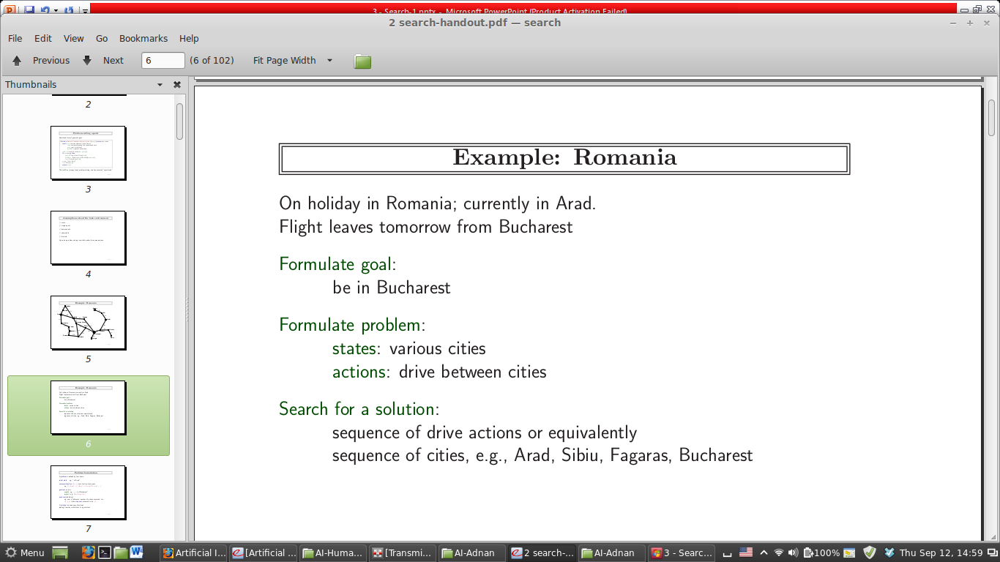 3 - Search-1.pptx - Microsoft PowerPoint (Product Activation Failed)
2 search-handout.pdf — search
File Edit View Go Bookmarks Help
Previous Next 6 (6 of 102) Fit Page Width
Thumbnails
2
3
4
Example: Romania
5
Example: Romania
6
7
Example: Romania
On holiday in Romania; currently in Arad.
Flight leaves tomorrow from Bucharest
Formulate goal:
be in Bucharest
Formulate problem:
states: various cities
actions: drive between cities
Search for a solution:
sequence of drive actions or equivalently
sequence of cities, e.g., Arad, Sibiu, Fagaras, Bucharest
Menu Artificial I... [Artificial ... AI-Huma... [Transmi... AI-Adnan 2 search-... AI-Adnan 3 - Searc... 100% Thu Sep 12, 14:59